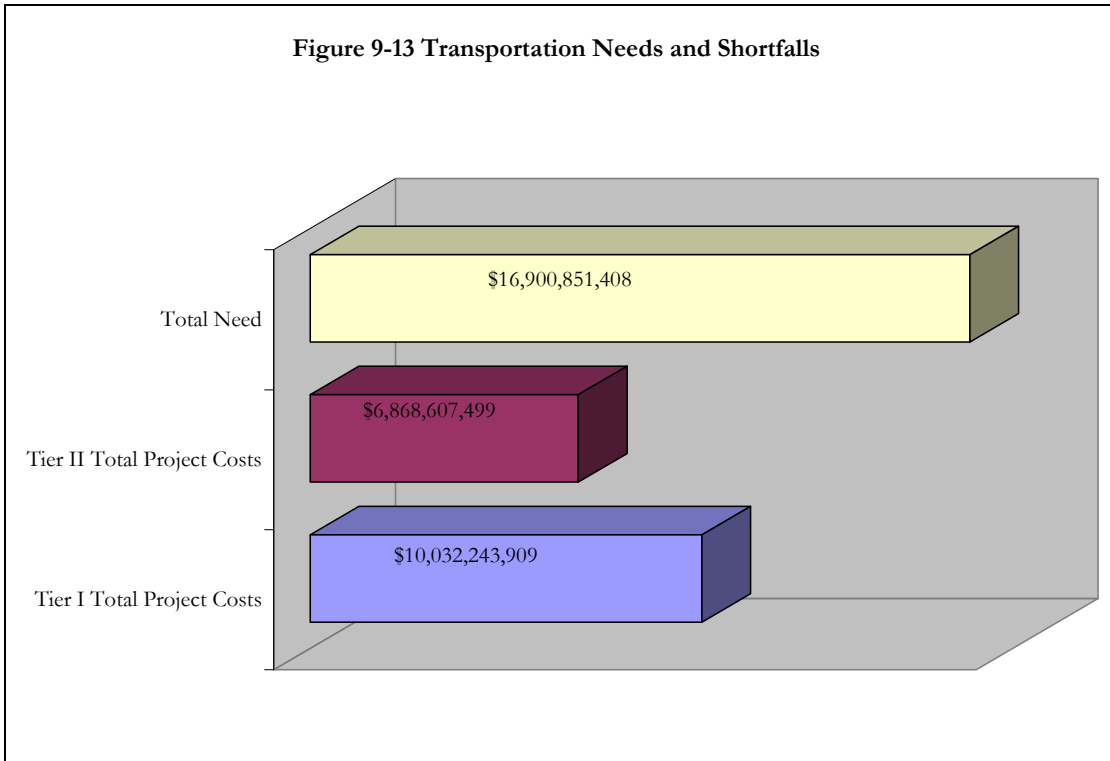 Figure 9-13 Transportation Needs and Shortfalls
$16,900,851,408
Total Need
$6,868,607,499
Tier II Total Project Costs
$10,032,243,909
Tier I Total Project Costs